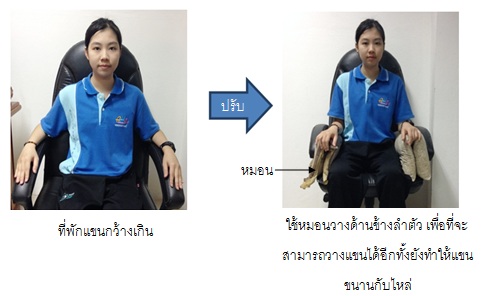 ปรับ
หมอน
ที่พักแขนกว้างเกิน
ใช้หมอนวางด้านข้างลำตัว เพื่อที่จะ
สามารถวางแขนได้อีกทั้งยังทำให้แขน
ขนานกับไหล่